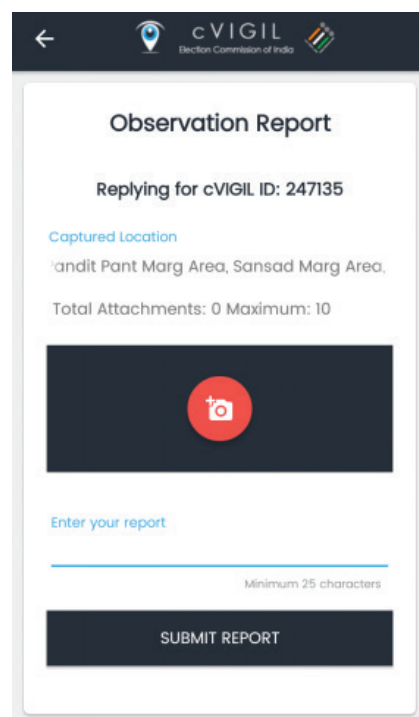 cVIGIL
Election Commission of India
Observation Report
Replying for cVIGIL ID: 247135
Captured Location
andit Pant Marg Area, Sansad Marg Area,
Total Attachments: 0 Maximum: 10
Enter your report
Minimum 25 characters
SUBMIT REPORT